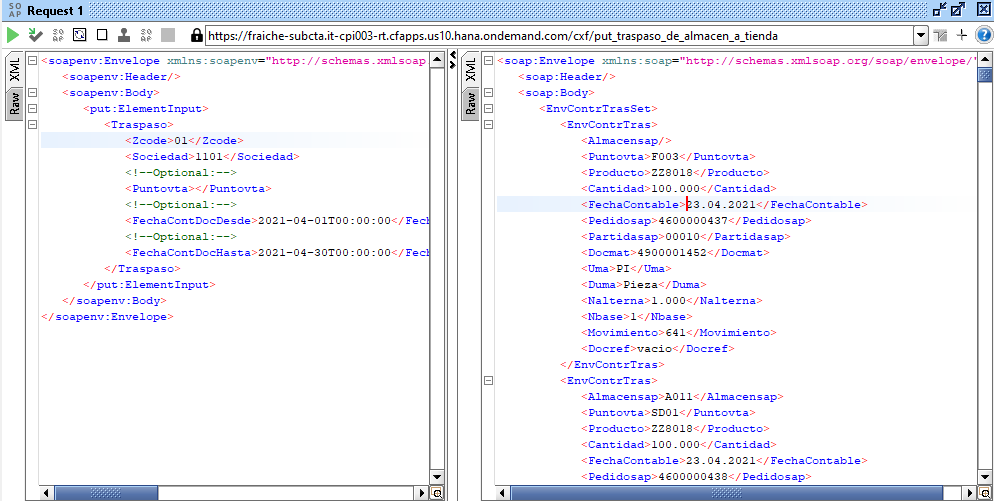 SO AP Request 1
SO AP SO AP https://fraiche-subcta.it-cpi003-rt.cfapps.us10.hana.ondemand.com/cxf/put_traspaso_de_almacen_a_tienda
XML
Raw
<soapenv:Envelope xmlns:soapenv="http://schemas.xmlsoap
<soapenv:Header/>
<soapenv:Body>
<put:ElementInput>
<Traspaso>
<Zcode>01</Zcode>
<Sociedad>1101</Sociedad>
<!--Optional:-->
<Puntovta></Puntovta>
<!--Optional:-->
<FechaContDocDesde>2021-04-01T00:00:00</Fech
<!--Optional:-->
<FechaContDocHasta>2021-04-30T00:00:00</Fech
</Traspaso>
</put:ElementInput>
</soapenv:Body>
</soapenv:Envelope>
XML
Raw
<soap:Envelope xmlns:soap="http://schemas.xmlsoap.org/soap/envelope/"
<soap:Header/>
<soap:Body>
<EnvContrTrasSet>
<EnvContrTras>
<Almacensap/>
<Puntovta>F003</Puntovta>
<Producto>ZZ8018</Producto>
<Cantidad>100.000</Cantidad>
<FechaContable>23.04.2021</FechaContable>
<Pedidosap>4600000437</Pedidosap>
<Partidasap>00010</Partidasap>
<Docmat>4900001452</Docmat>
<Uma>PI</Uma>
<Duma>Pieza</Duma>
<Nalterna>1.000</Nalterna>
<Nbase>1</Nbase>
<Movimiento>641</Movimiento>
<Docref>vacio</Docref>
</EnvContrTras>
<EnvContrTras>
<Almacensap>A011</Almacensap>
<Puntovta>SD01</Puntovta>
<Producto>ZZ8018</Producto>
<Cantidad>100.000</Cantidad>
<FechaContable>23.04.2021</FechaContable>
<Pedidosap>4600000438</Pedidosap>